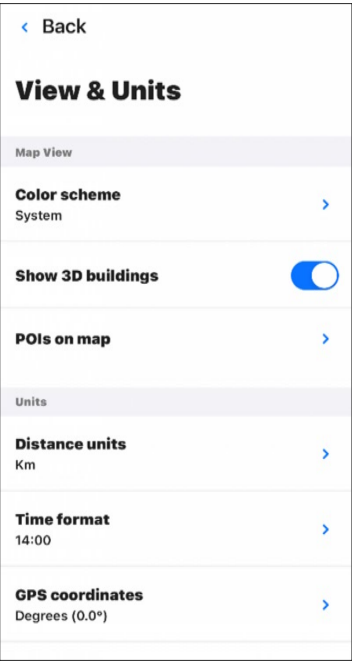 Back
View & Units
Map View
Color scheme
System
Show 3D buildings
POIs on map
Units
Distance units
Km
Time format
14:00
GPS coordinates
Degrees (0.0°)